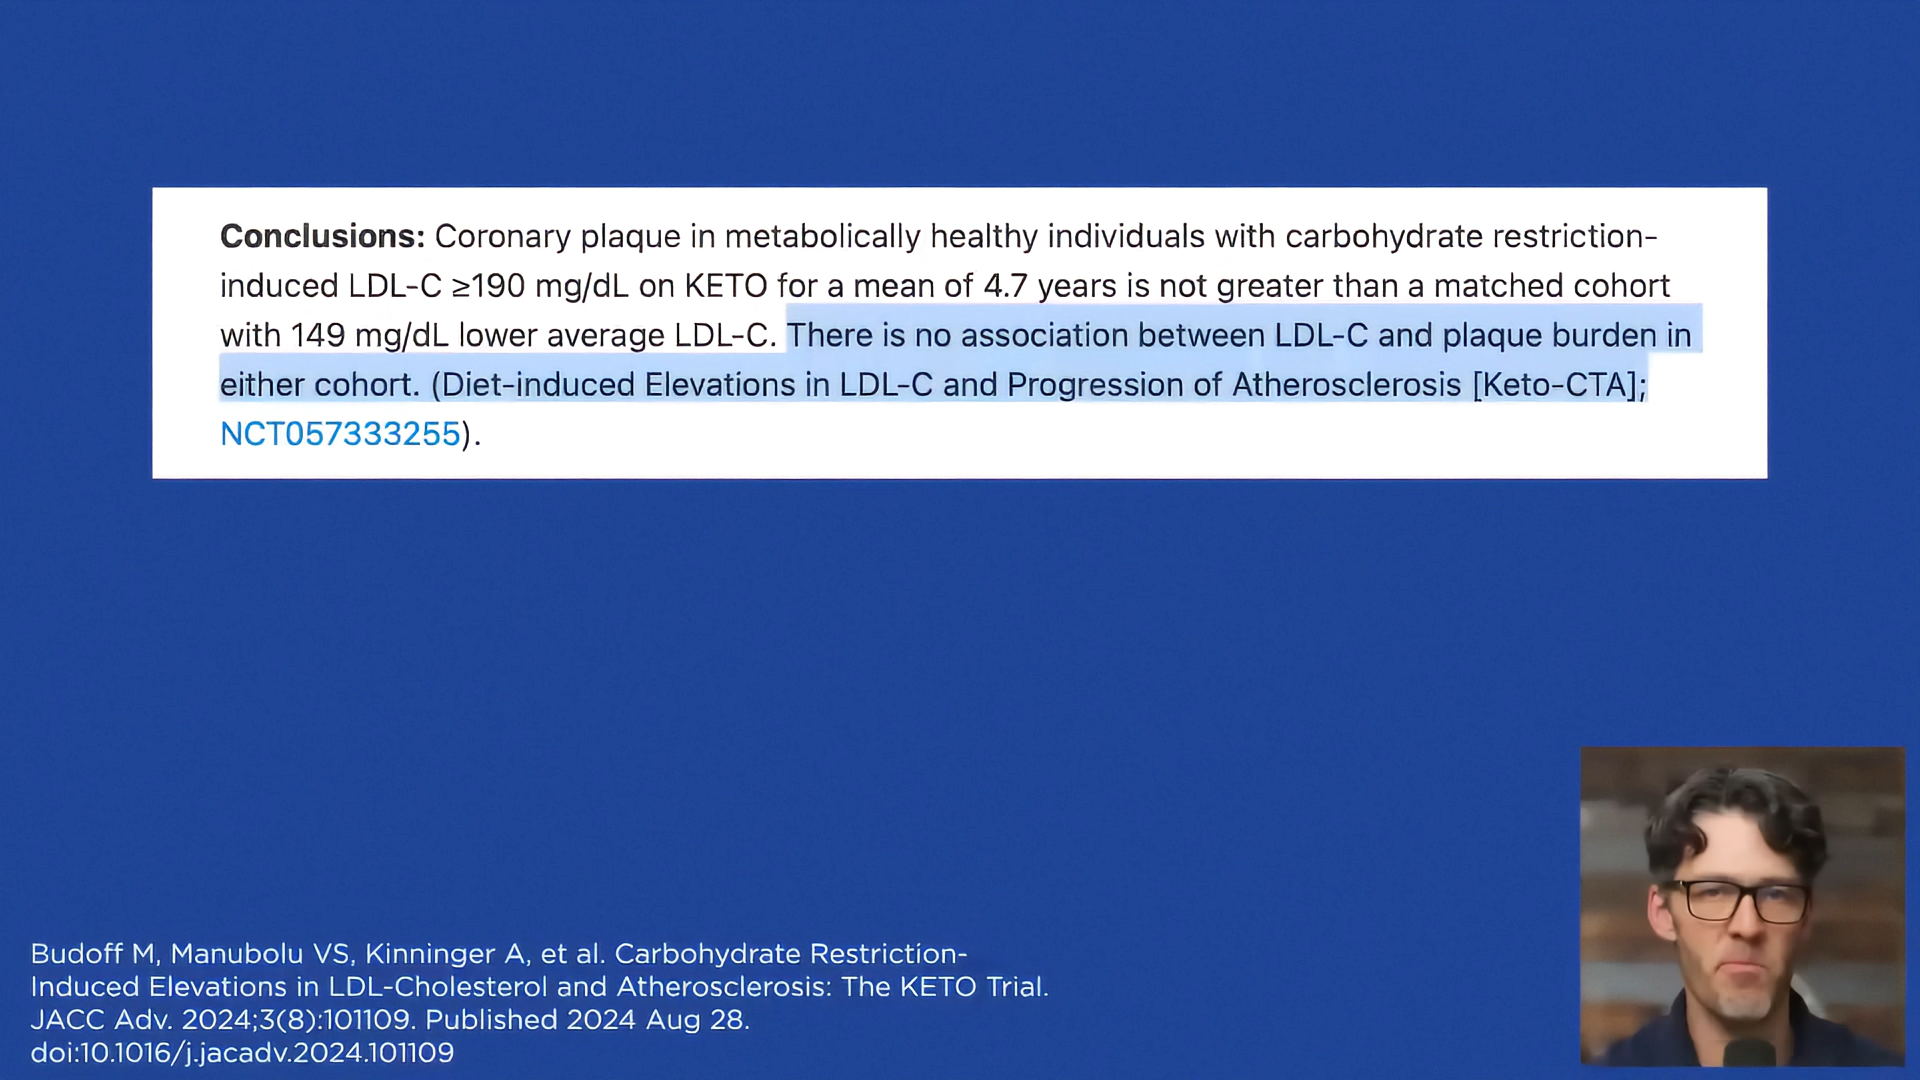 Conclusions: Coronary plaque in metabolically healthy individuals with carbohydrate restriction-
induced LDL-C ≥190 mg/dL on KETO for a mean of 4.7 years is not greater than a matched cohort
with 149 mg/dL lower average LDL-C. There is no association between LDL-C and plaque burden in
either cohort. (Diet-induced Elevations in LDL-C and Progression of Atherosclerosis [Keto-CTA];
NCT057333255).
Budoff M, Manubolu VS, Kinninger A, et al. Carbohydrate Restriction-
Induced Elevations in LDL-Cholesterol and Atherosclerosis: The KETO Trial.
JACC Adv. 2024;3(8):101109. Published 2024 Aug 28.
doi:10.1016/j.jacadv.2024.101109